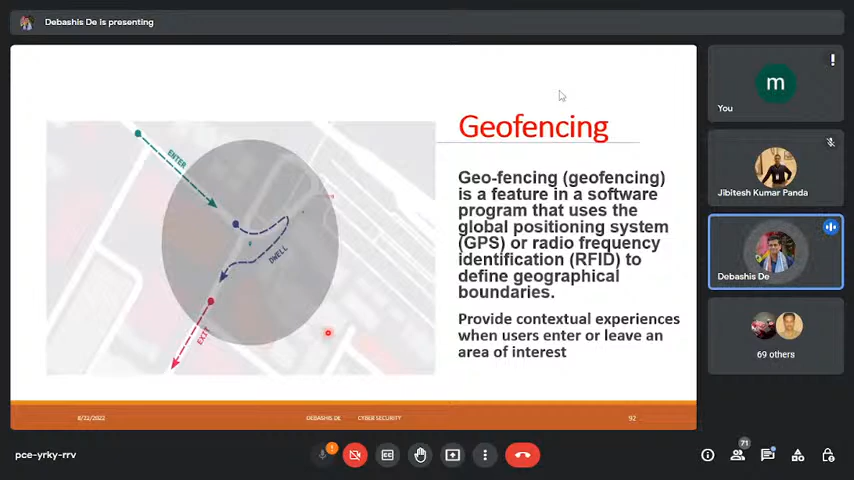 Debashis De is presenting
Geofencing
Geo-fencing (geofencing)
is a feature in a software
program that uses the
global positioning system
(GPS) or radio frequency
identification (RFID) to
define geographical
boundaries.
Provide contextual experiences
when users enter or leave an
area of interest
ENTER
DWELL
EXIT
8/22/2022
DEBASHIS DE
CYBER SECURITY
92
m
You
Jibitesh Kumar Panda
Debashis De
69 others
pce-yrky-rrv
1
71